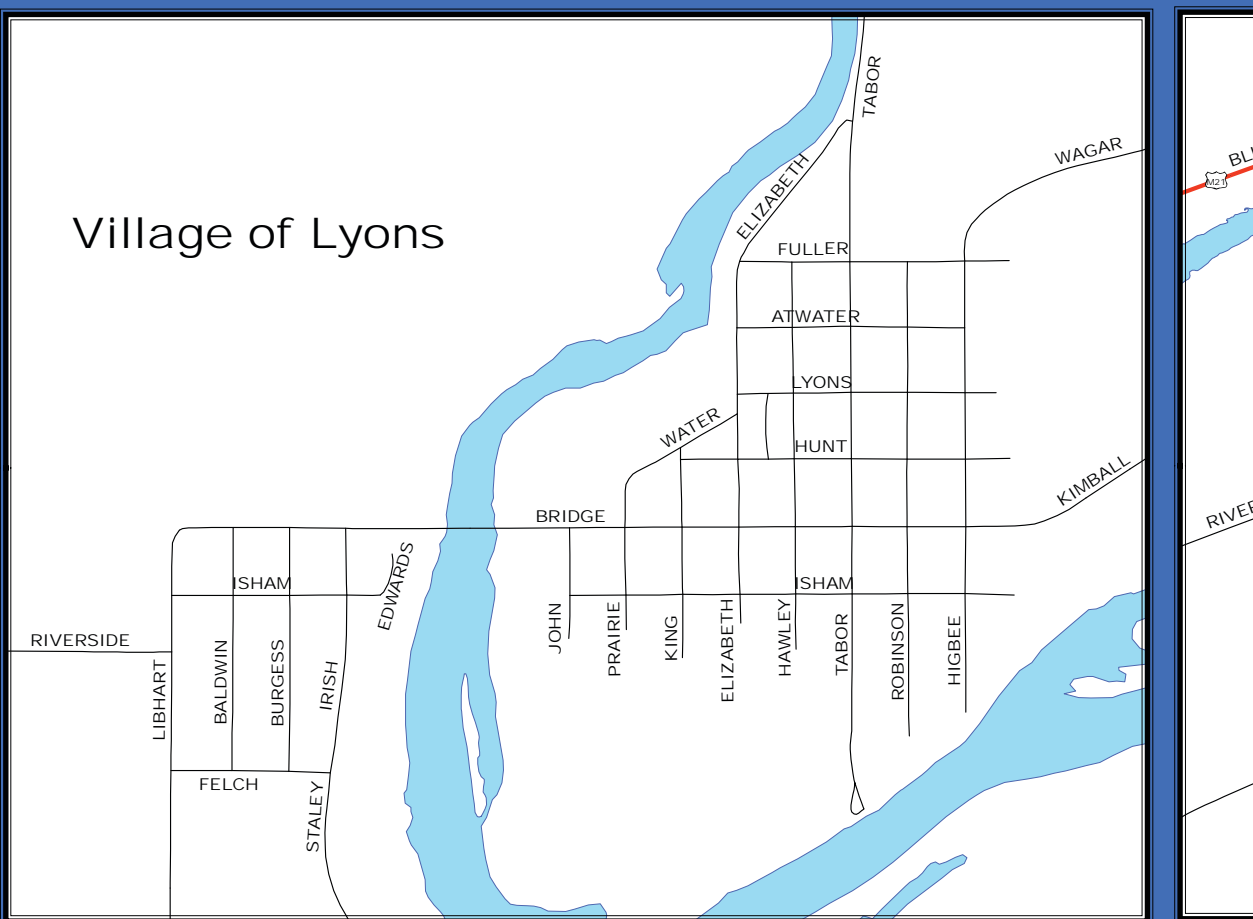 TABOR
WAGAR
ELIZABETH
Village of Lyons
FULLER
ATWATER
LYONS
WATER
HUNT
KIMBALL
BRIDGE
EDWARDS
ISHAM
ISHAM
RIVERSIDE
LIBHART
BALDWIN
BURGESS
IRISH
JOHN
PRAIRIE
KING
ELIZABETH
HAWLEY
TABOR
ROBINSON
HIGBEE
FELCH
STALEY
M21